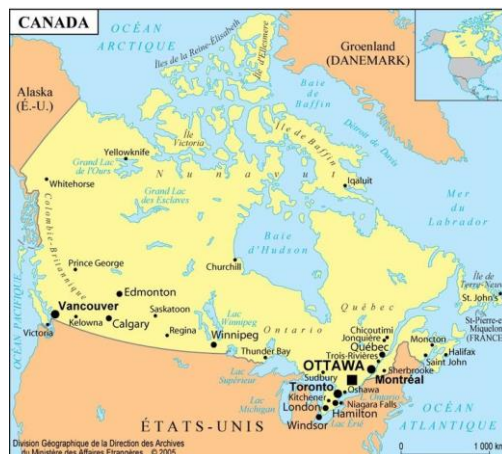 CANADA
OCÉAN
ARCTIQUE
Îles de la Reine-Élisabeth
Île
d'Ellesmere
Groenland
(DANEMARK)
Alaska
(É.-U.)
Baie
de
Baffin
Île
Victoria
Île de Baffin
Détroit de Davis
Yellowknife
Grand Lac
de l'Ours
Nunavut
Whitehorse
Iqaluit
Grand Lac
des Esclaves
Mer
du
Labrador
Colombie-Britannique
Baie
d'Hudson
Churchill
Prince George
Edmonton
Île de
Terre-Neuve
St. John's
Vancouver
Saskatoon
Lac
Winnipeg
Québec
Chicoutimi
Jonquière
St-Pierre-et-
Miquelon
(FRANCE)
Kelowna
Calgary
Regina
Ontario
Victoria
Winnipeg
Québec
Moncton
Trois-Rivières
Halifax
Thunder Bay
OTTAWA
Saint John
Lac
Supérieur
Sudbury
Sherbrooke
Montréal
Toronto
Oshawa
Kitchener
L. Ontario
Lac
Michigan
London
Niagara Falls
Hamilton
Windsor
Lac Érié
OCÉAN
ATLANTIQUE
ÉTATS-UNIS
Division Géographique de la Direction des Archives
du Ministère des Affaires Étrangères © 2005
0
1 000 km